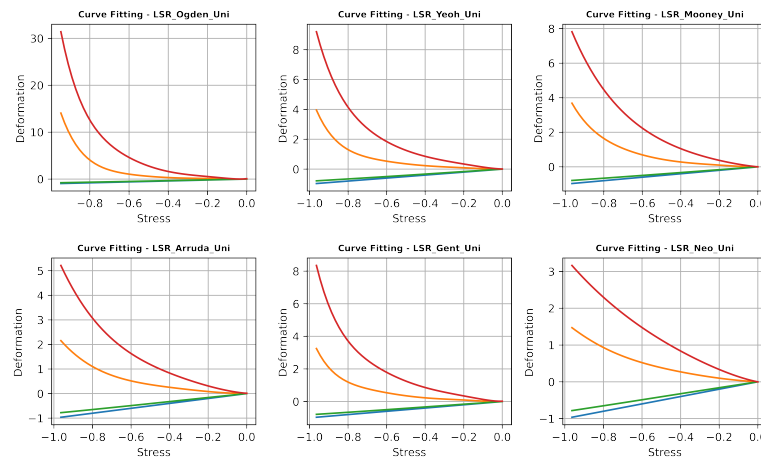 Curve Fitting - LSR_Ogden_Uni
30
20
10
0
Deformation
−0.8 −0.6 −0.4 −0.2 0.0
Stress
Curve Fitting - LSR_Yeoh_Uni
8
6
4
2
0
Deformation
−1.0 −0.8 −0.6 −0.4 −0.2 0.0
Stress
Curve Fitting - LSR_Mooney_Uni
8
6
4
2
0
Deformation
−1.0 −0.8 −0.6 −0.4 −0.2 0.0
Stress
Curve Fitting - LSR_Arruda_Uni
5
4
3
2
1
0
−1
Deformation
−1.0 −0.8 −0.6 −0.4 −0.2 0.0
Stress
Curve Fitting - LSR_Gent_Uni
8
6
4
2
0
Deformation
−1.0 −0.8 −0.6 −0.4 −0.2 0.0
Stress
Curve Fitting - LSR_Neo_Uni
3
2
1
0
−1
Deformation
−1.0 −0.8 −0.6 −0.4 −0.2 0.0
Stress